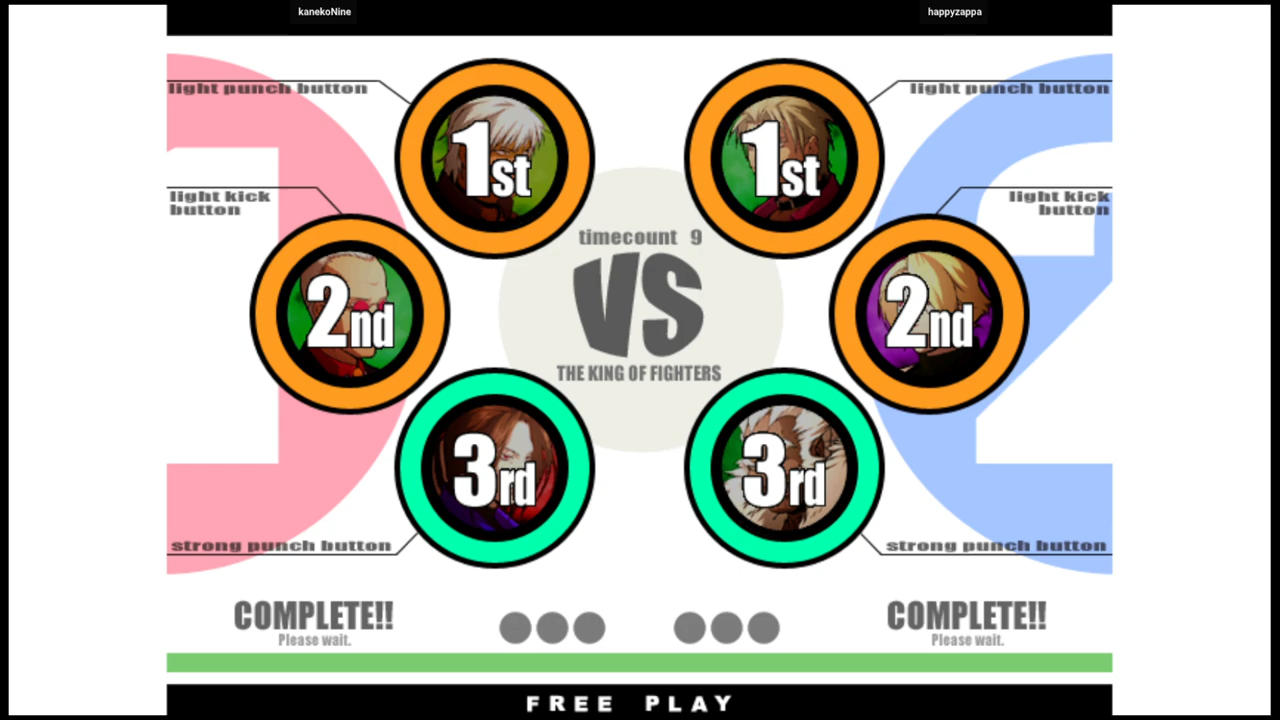 kanekoNine
happyzappa
light punch button
light punch button
1st
1st
light kick
button
light kick
button
timecount 9
VS
THE KING OF FIGHTERS
2nd
2nd
3rd
3rd
strong punch button
strong punch button
COMPLETE!!
Please wait.
COMPLETE!!
Please wait.
FREE PLAY